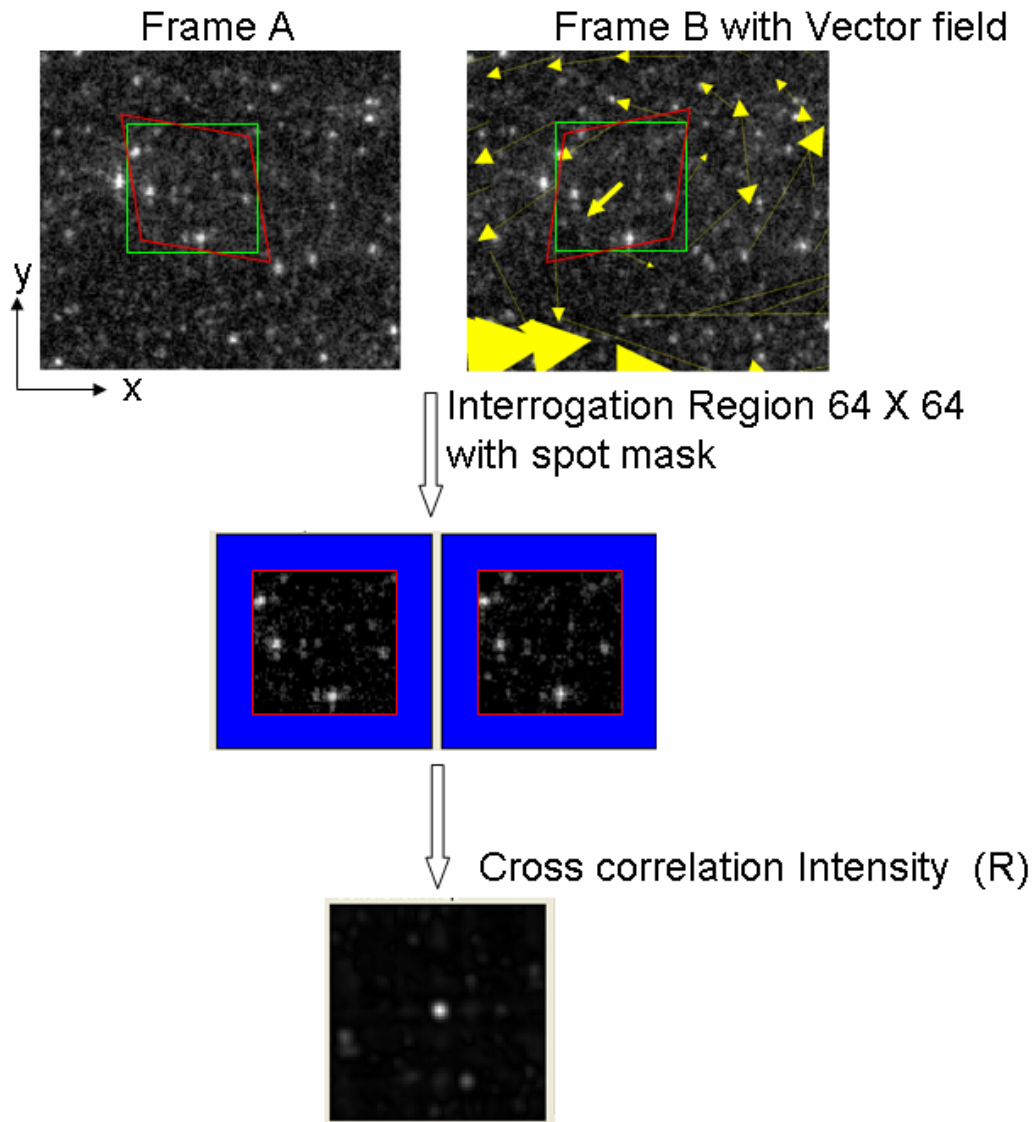 Frame A
Frame B with Vector field
y
x
Interrogation Region 64 X 64
with spot mask
Cross correlation Intensity (R)